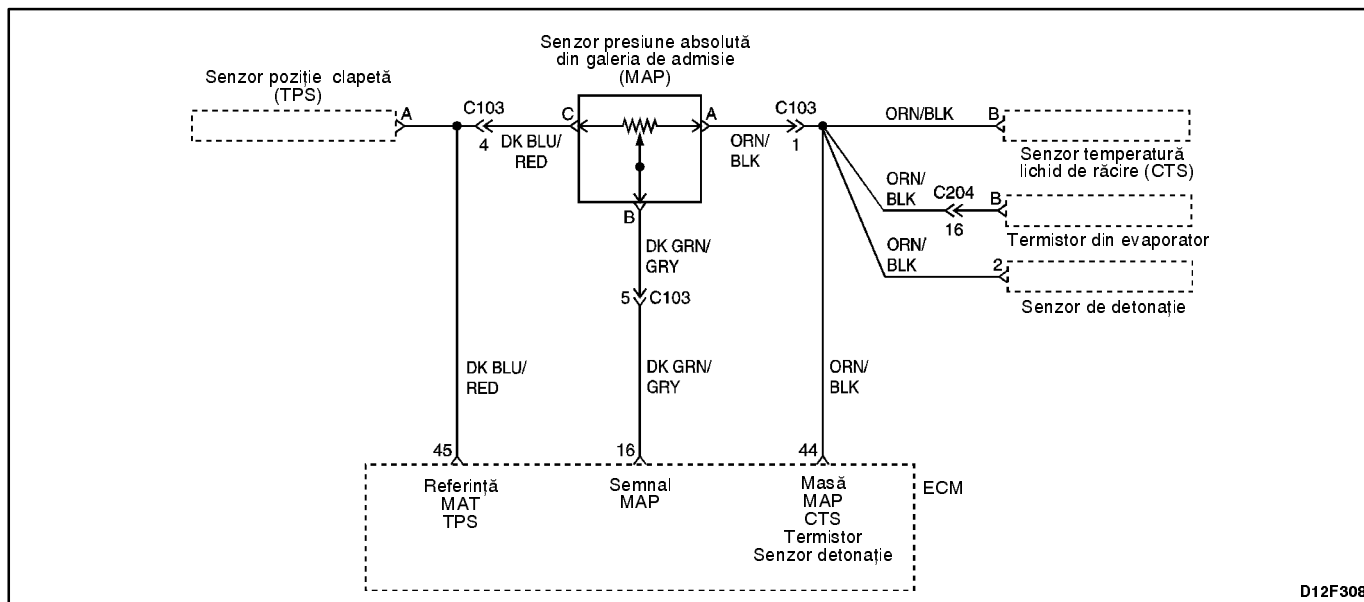 Senzor presiune absolută
din galeria de admisie
(MAP)
Senzor poziție clapetă
(TPS)
A
C103
4
DK BLU/
RED
C
A
ORN/
BLK
C103
1
ORN/BLK
B
Senzor temperatură
lichid de răcire (CTS)
ORN/
BLK
C204
16
B
Termistor din evaporator
ORN/
BLK
2
Senzor de detonație
B
DK GRN/
GRY
5
C103
DK BLU/
RED
DK GRN/
GRY
ORN/
BLK
45
16
44
Referință
MAT
TPS
Semnal
MAP
Masă
MAP
CTS
Termistor
Senzor detonație
ECM
D12F308